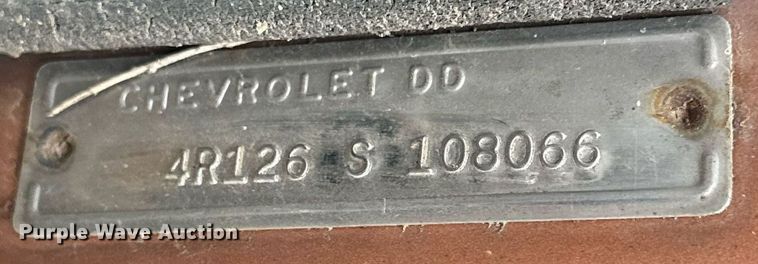 CHEVROLET DD
4R126 S 108066
Purple Wave Auction